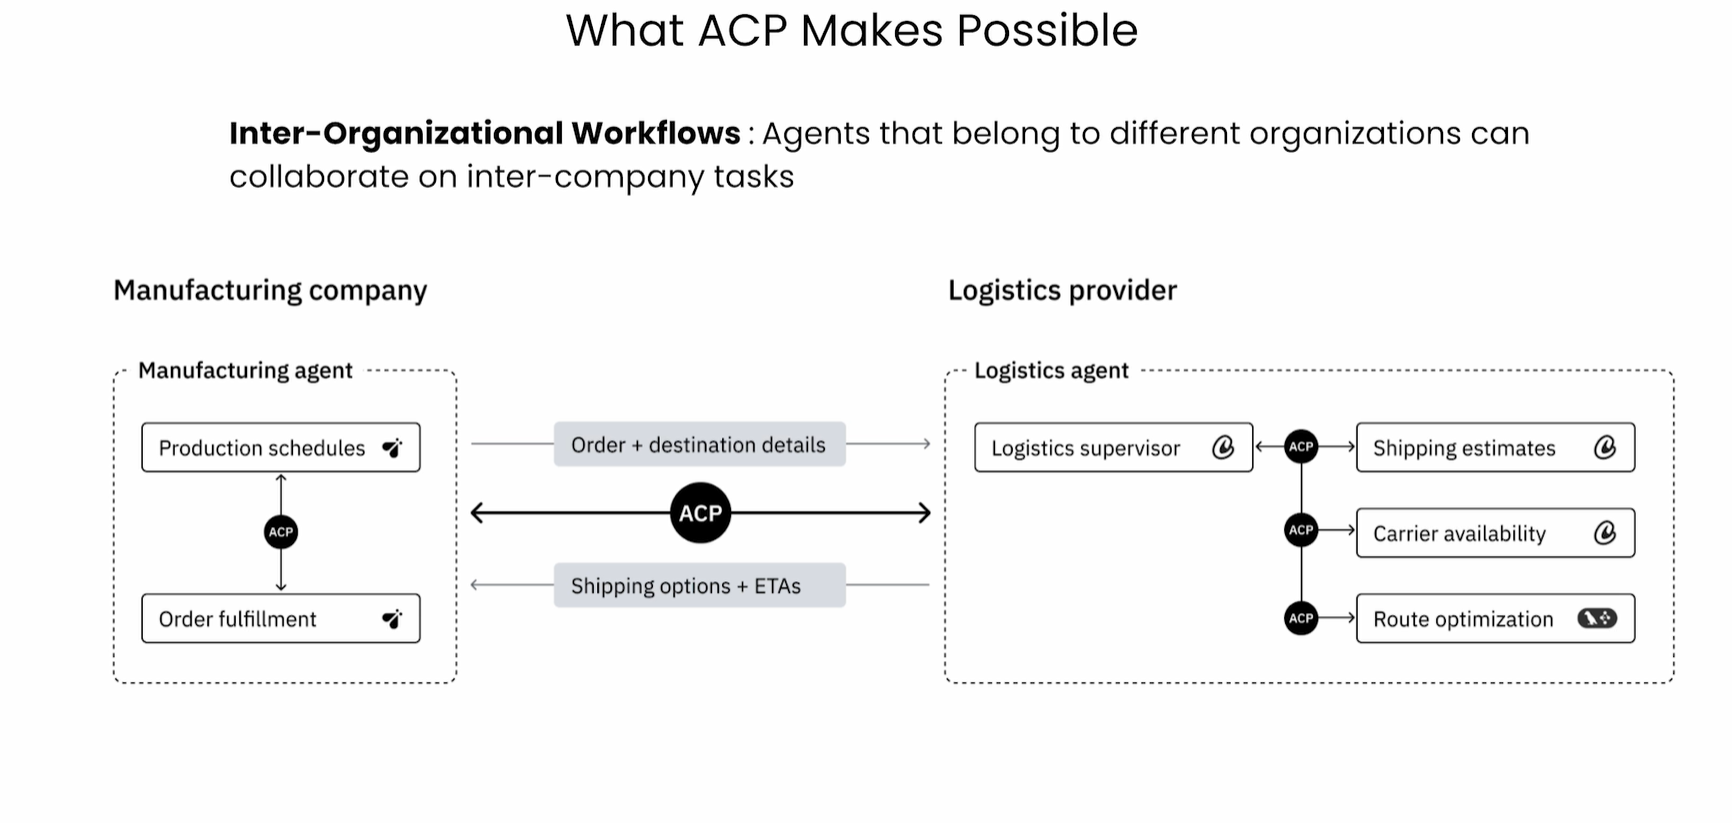 What ACP Makes Possible
Inter-Organizational Workflows : Agents that belong to different organizations can
collaborate on inter-company tasks
Manufacturing company
Logistics provider
Manufacturing agent
Production schedules
ACP
Order fulfillment
Order + destination details
ACP
Shipping options + ETAs
Logistics agent
Logistics supervisor
ACP
Shipping estimates
ACP
Carrier availability
ACP
Route optimization